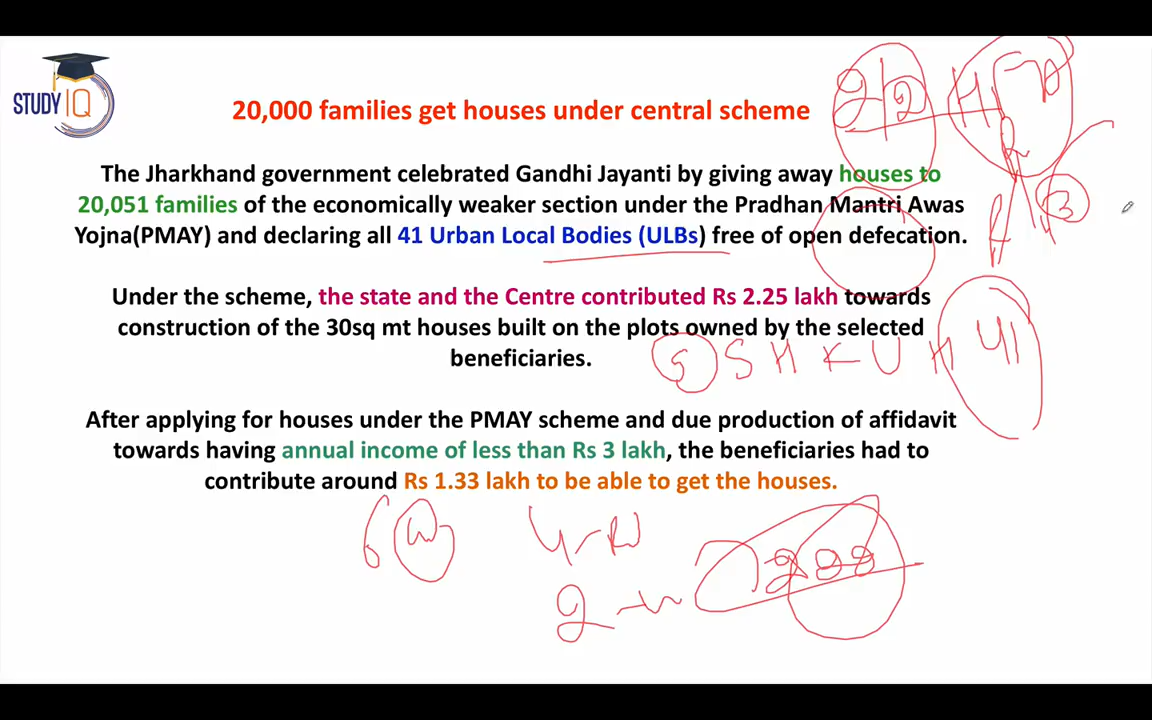 STUDY IQ
20,000 families get houses under central scheme
The Jharkhand government celebrated Gandhi Jayanti by giving away houses to
20,051 families of the economically weaker section under the Pradhan Mantri Awas
Yojna(PMAY) and declaring all 41 Urban Local Bodies (ULBs) free of open defecation.
Under the scheme, the state and the Centre contributed Rs 2.25 lakh towards
construction of the 30sq mt houses built on the plots owned by the selected
beneficiaries.
5 S H K U H 41
After applying for houses under the PMAY scheme and due production of affidavit
towards having annual income of less than Rs 3 lakh, the beneficiaries had to
contribute around Rs 1.33 lakh to be able to get the houses.